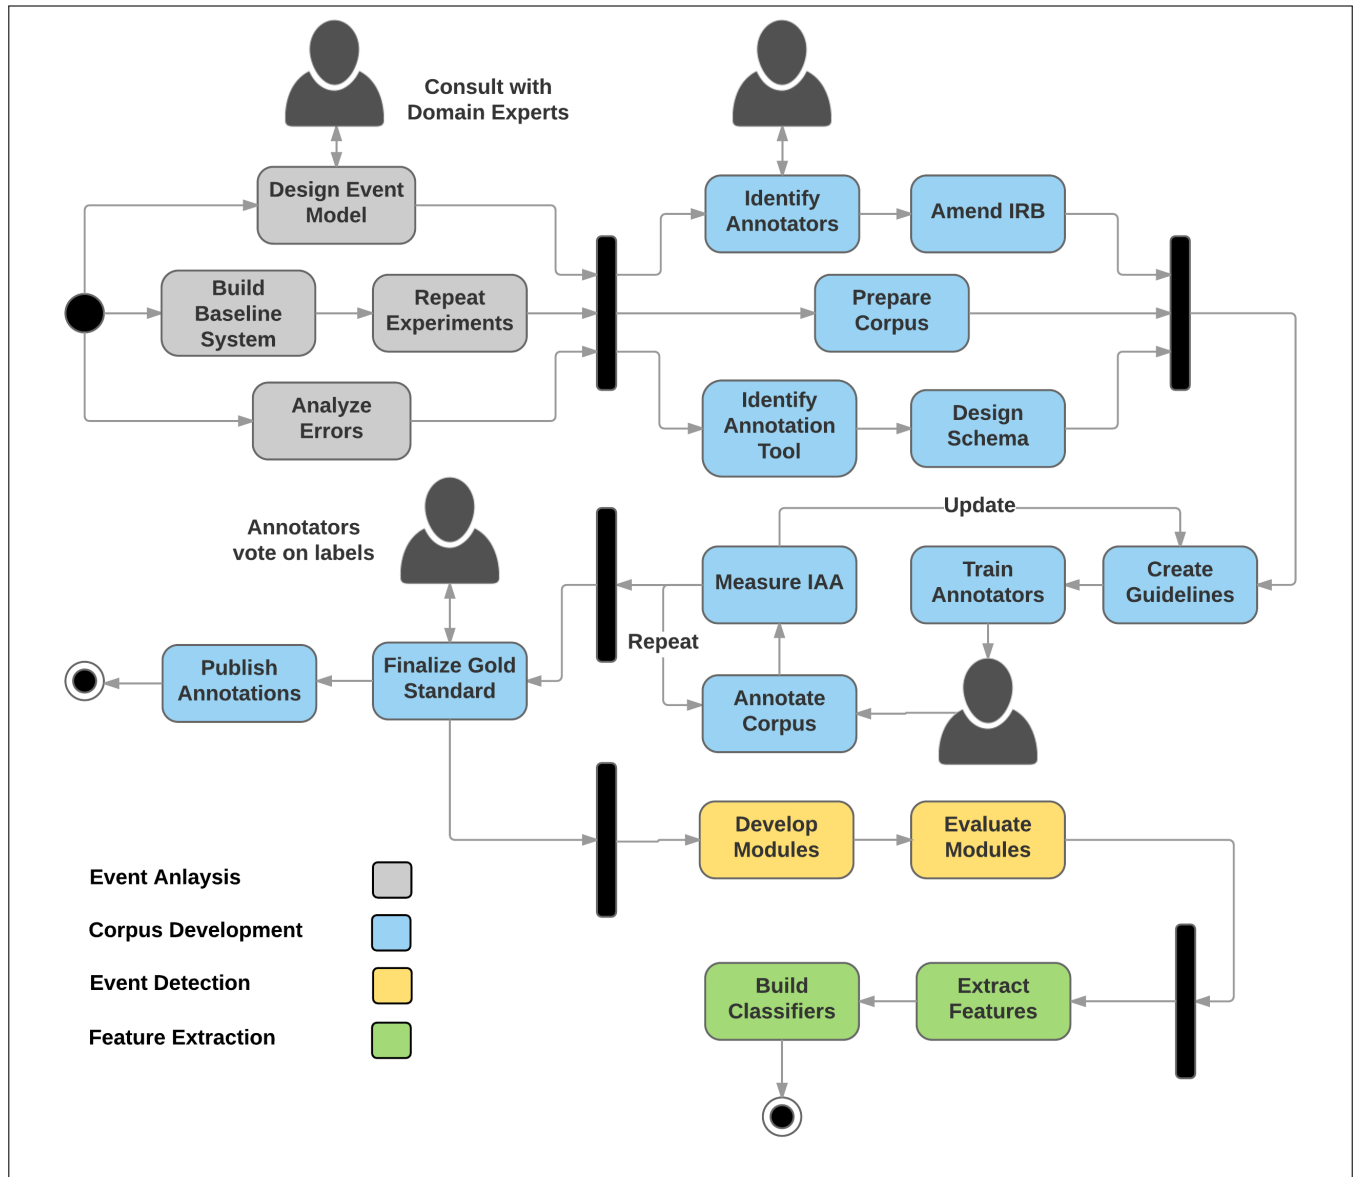 Consult with
Domain Experts
Design Event
Model
Identify
Annotators
Amend IRB
Build
Baseline
System
Repeat
Experiments
Prepare
Corpus
Analyze
Errors
Identify
Annotation
Tool
Design
Schema
Update
Annotators
vote on labels
Measure IAA
Train
Annotators
Create
Guidelines
Repeat
Publish
Annotations
Finalize Gold
Standard
Annotate
Corpus
Develop
Modules
Evaluate
Modules
Event Anlaysis
Corpus Development
Event Detection
Feature Extraction
Build
Classifiers
Extract
Features